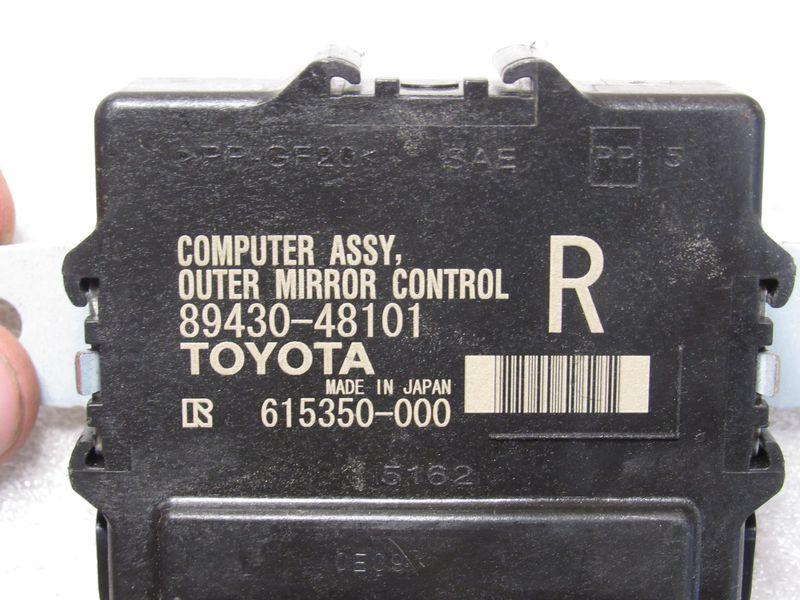 >PP-GF20< SAE PP 5
COMPUTER ASSY, R
OUTER MIRROR CONTROL
89430-48101
TOYOTA
MADE IN JAPAN
615350-000
5162